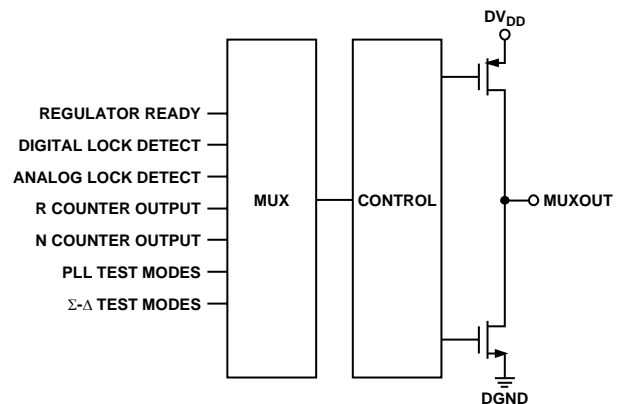 DVDD
REGULATOR READY
DIGITAL LOCK DETECT
ANALOG LOCK DETECT
R COUNTER OUTPUT
N COUNTER OUTPUT
PLL TEST MODES
Σ-Δ TEST MODES
MUX
CONTROL
MUXOUT
DGND